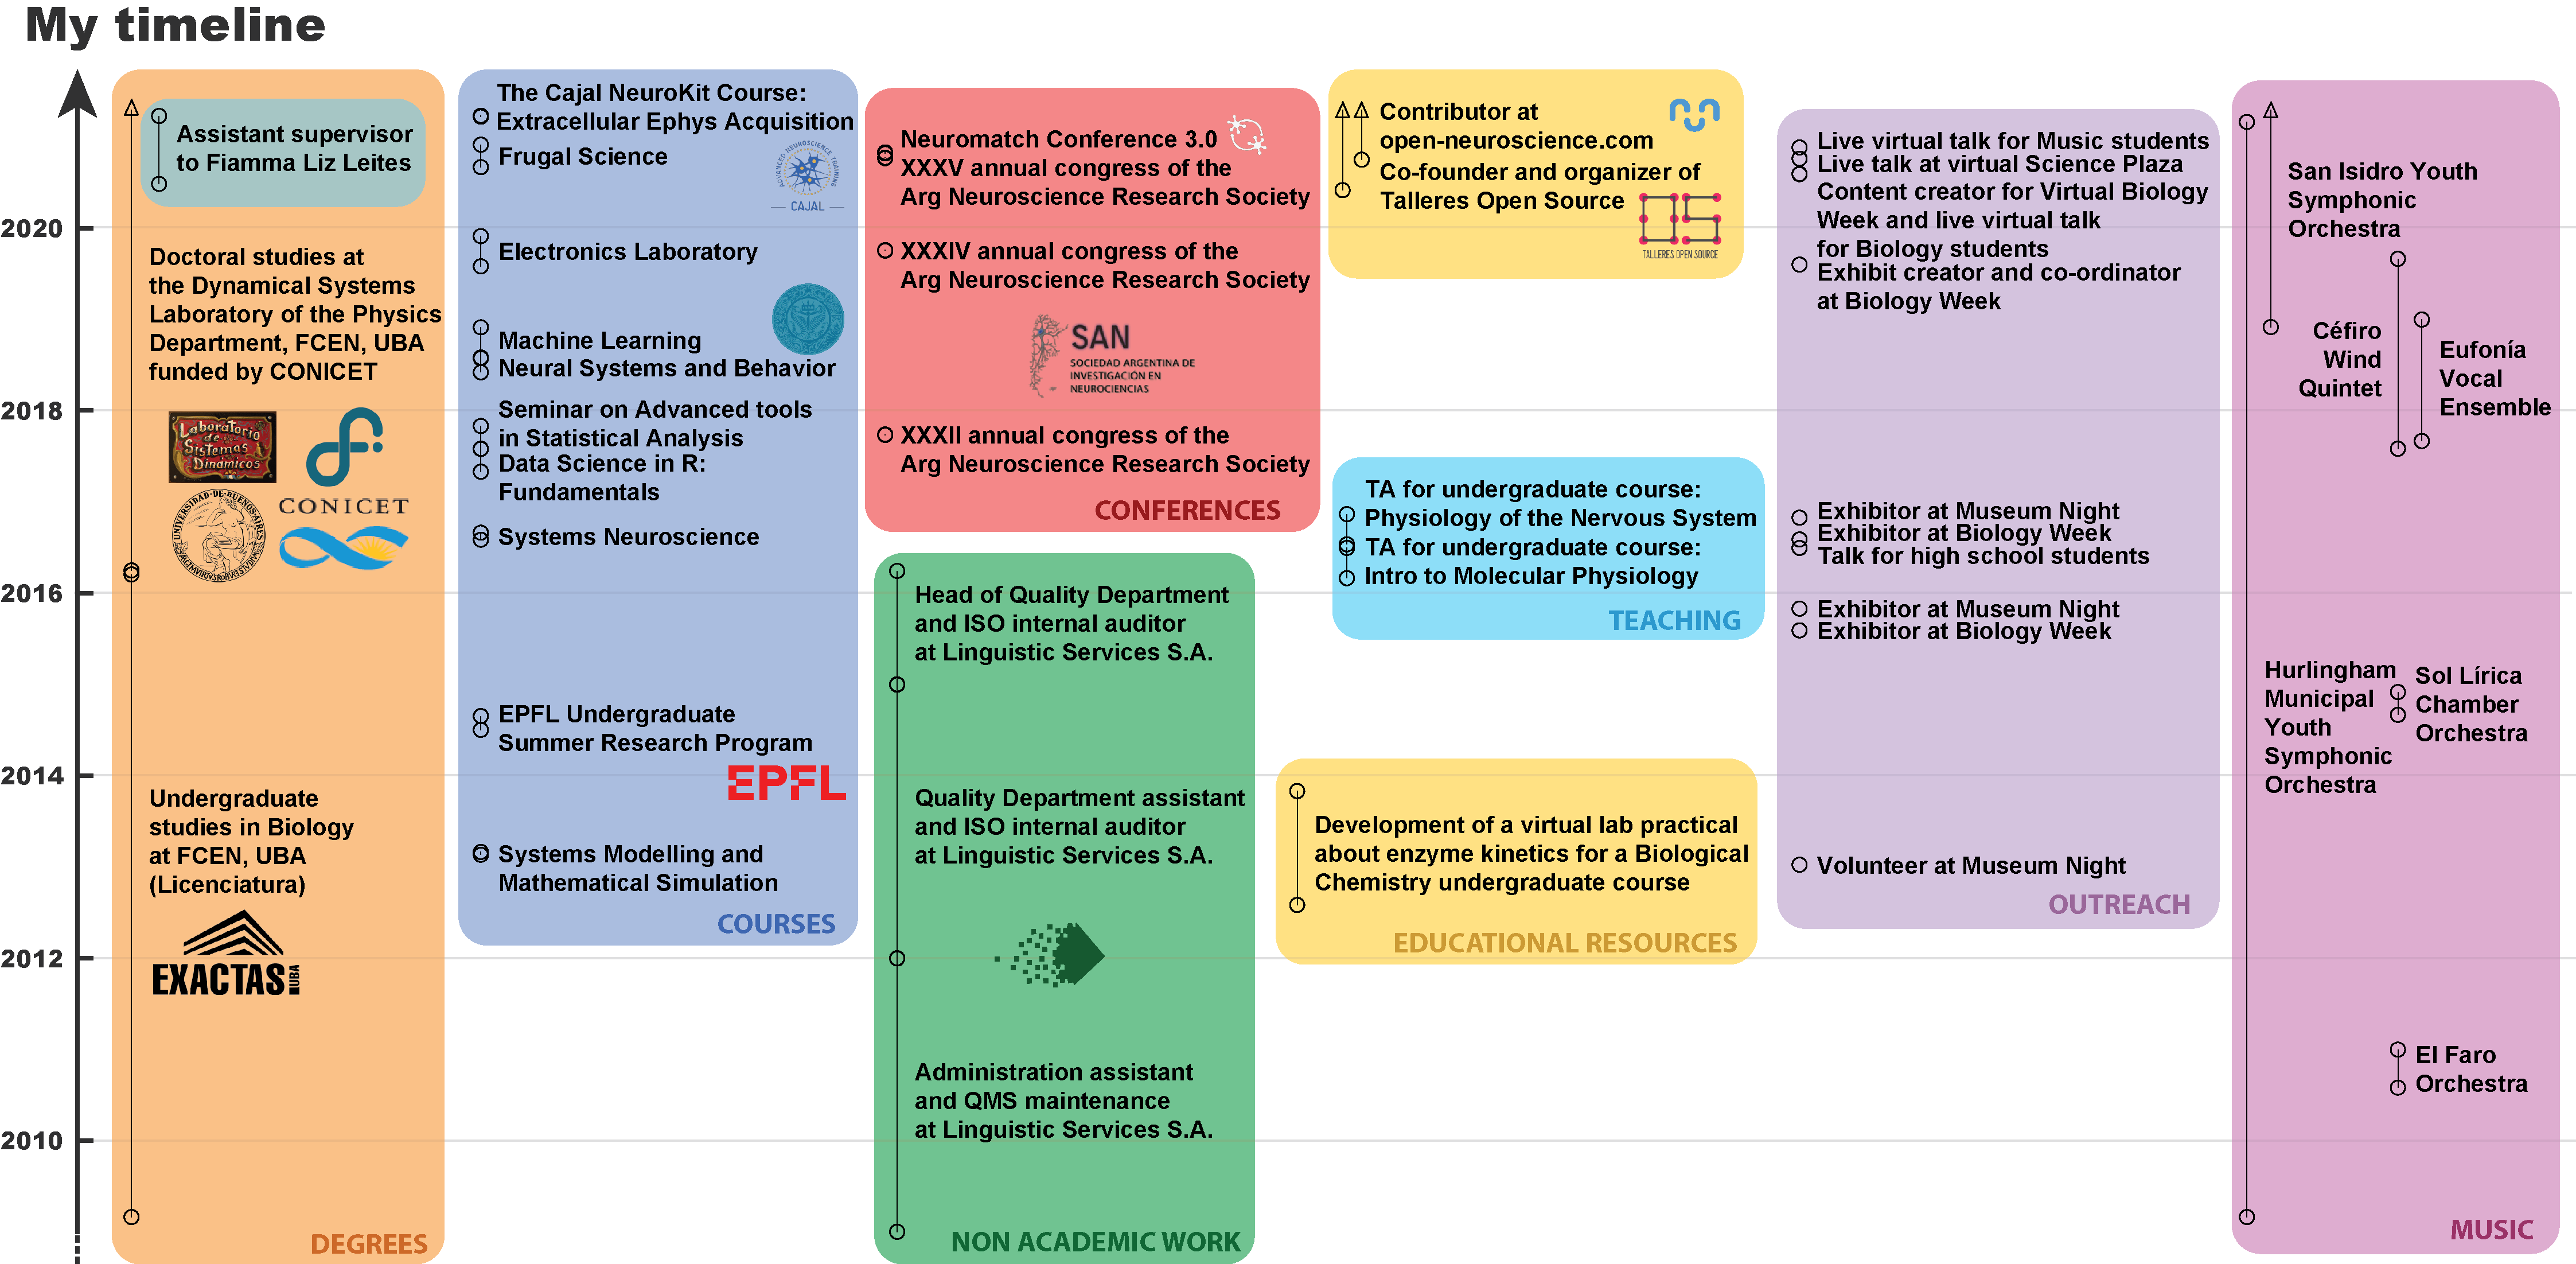 My timeline
2020
2018
2016
2014
2012
2010
Assistant supervisor
to Fiamma Liz Leites
Doctoral studies at
the Dynamical Systems
Laboratory of the Physics
Department, FCEN, UBA
funded by CONICET
Laboratorio
de
Sistemas
Dinámicos
CONICET
Undergraduate
studies in Biology
at FCEN, UBA
(Licenciatura)
EXACTAS UBA
DEGREES
The Cajal NeuroKit Course:
Extracellular Ephys Acquisition
Frugal Science
ADVANCED NEUROSCIENCE TRAINING
CAJAL
Electronics Laboratory
Machine Learning
Neural Systems and Behavior
Seminar on Advanced tools
in Statistical Analysis
Data Science in R:
Fundamentals
Systems Neuroscience
EPFL Undergraduate
Summer Research Program
EPFL
Systems Modelling and
Mathematical Simulation
COURSES
Neuromatch Conference 3.0
XXXV annual congress of the
Arg Neuroscience Research Society
XXXIV annual congress of the
Arg Neuroscience Research Society
SAN
SOCIEDAD ARGENTINA DE
INVESTIGACIÓN EN
NEUROCIENCIAS
XXXII annual congress of the
Arg Neuroscience Research Society
CONFERENCES
Head of Quality Department
and ISO internal auditor
at Linguistic Services S.A.
Quality Department assistant
and ISO internal auditor
at Linguistic Services S.A.
Administration assistant
and QMS maintenance
at Linguistic Services S.A.
NON ACADEMIC WORK
Contributor at
open-neuroscience.com
Co-founder and organizer of
Talleres Open Source
TALLERES OPEN SOURCE
TA for undergraduate course:
Physiology of the Nervous System
TA for undergraduate course:
Intro to Molecular Physiology
TEACHING
Development of a virtual lab practical
about enzyme kinetics for a Biological
Chemistry undergraduate course
EDUCATIONAL RESOURCES
Live virtual talk for Music students
Live talk at virtual Science Plaza
Content creator for Virtual Biology
Week and live virtual talk
for Biology students
Exhibit creator and co-ordinator
at Biology Week
Exhibitor at Museum Night
Exhibitor at Biology Week
Talk for high school students
Exhibitor at Museum Night
Exhibitor at Biology Week
Volunteer at Museum Night
OUTREACH
San Isidro Youth
Symphonic
Orchestra
Céfiro
Wind
Quintet
Eufonía
Vocal
Ensemble
Hurlingham
Municipal
Youth
Symphonic
Orchestra
Sol Lírica
Chamber
Orchestra
El Faro
Orchestra
MUSIC